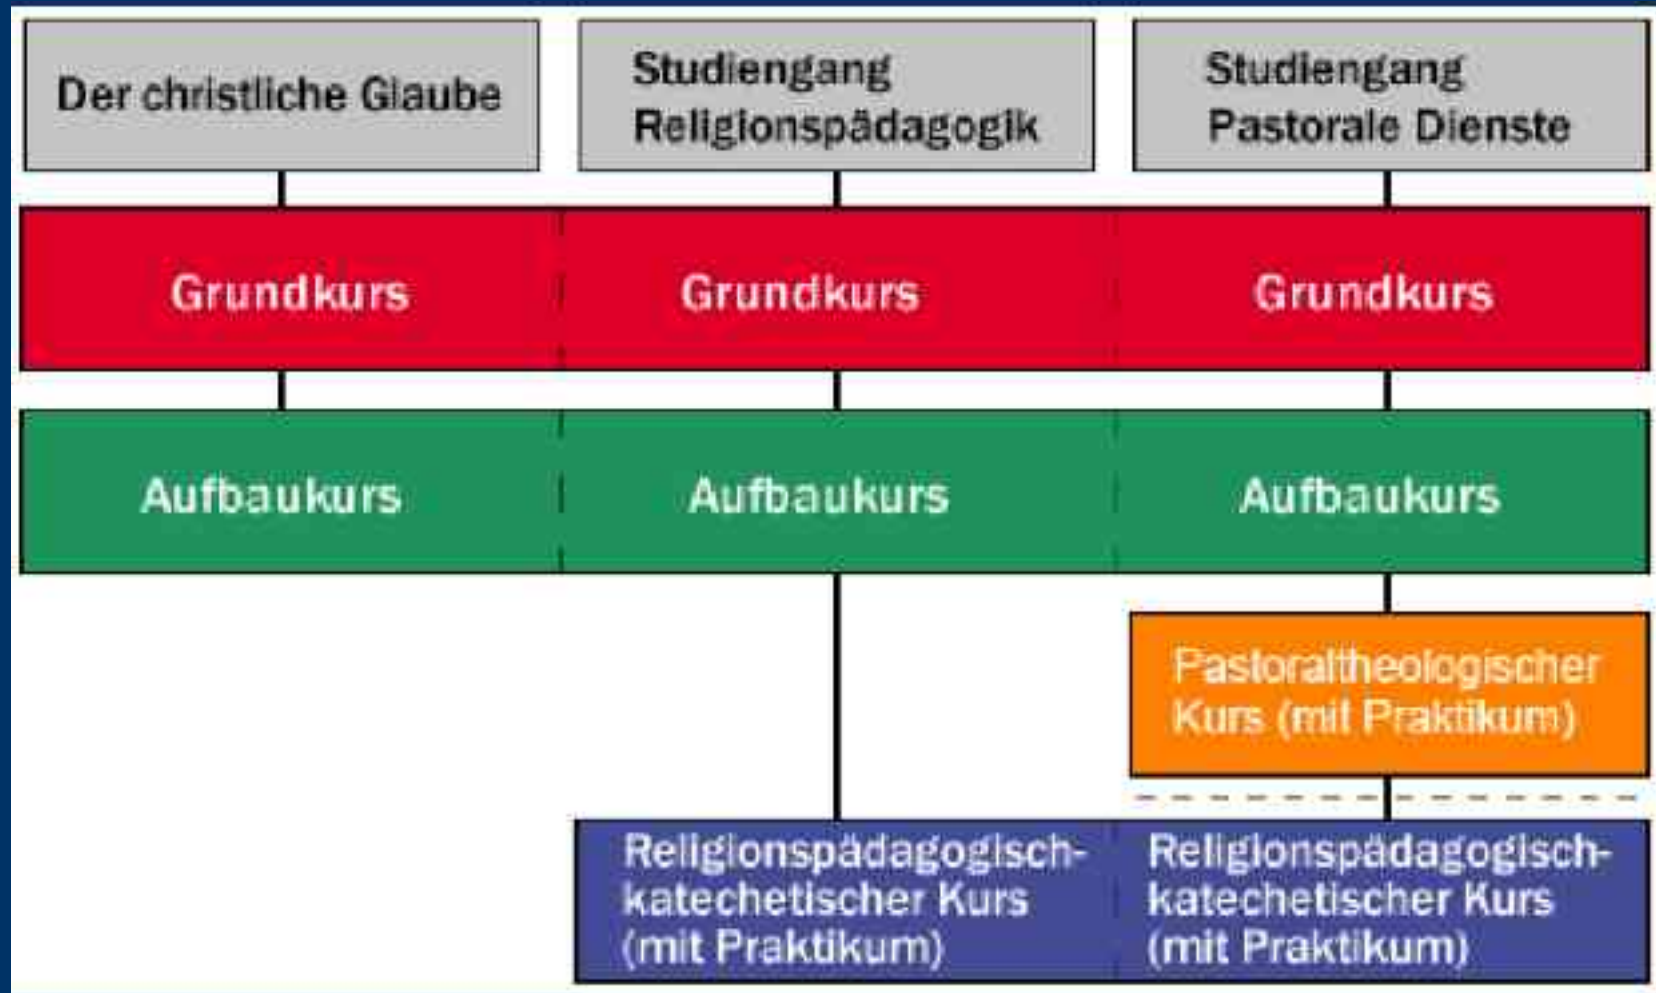 Der christliche Glaube
Studiengang
Religionspädagogik
Studiengang
Pastorale Dienste
Grundkurs
Grundkurs
Grundkurs
Aufbaukurs
Aufbaukurs
Aufbaukurs
Pastoraltheologischer
Kurs (mit Praktikum)
Religionspädagogisch-
katechetischer Kurs
(mit Praktikum)
Religionspädagogisch-
katechetischer Kurs
(mit Praktikum)